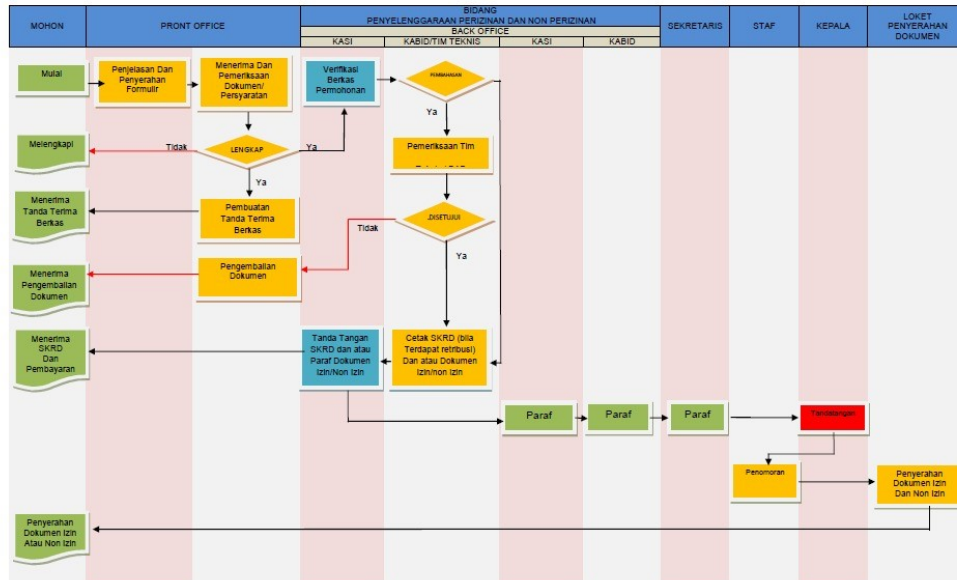 MOHON
PRONT OFFICE
BIDANG
PENYELENGGARAAN PERIZINAN DAN NON PERIZINAN
BACK OFFICE
KASI
KABID/TIM TEKNIS
KASI
KABID
SEKRETARIS
STAF
KEPALA
LOKET
PENYERAHAN
DOKUMEN
Mulai
Penjelasan Dan
Penyerahan
Formulir
Menerima Dan
Pemeriksaan
Dokumen/
Persyaratan
Verifikasi
Berkas
Permohonan
PEMBAHASAN
Ya
Melengkapi
Tidak
LENGKAP
Ya
Pemeriksaan Tim
Ya
Menerima
Tanda Terima
Berkas
Pembuatan
Tanda Terima
Berkas
.DISETUJUI
Tidak
Ya
Menerima
Pengembalian
Dokumen
Pengembalian
Dokumen
Menerima
SKRD
Dan
Pembayaran
Tanda Tangan
SKRD dan atau
Paraf Dokumen
Izin/Non Izin
Cetak SKRD (bila
Terdapat retribusi)
Dan atau Dokumen
Izin/non Izin
Paraf
Paraf
Paraf
Tandatangan
Penomoran
Penyerahan
Dokumen Izin
Dan Non Izin
Penyerahan
Dokumen Izin
Atau Non Izin